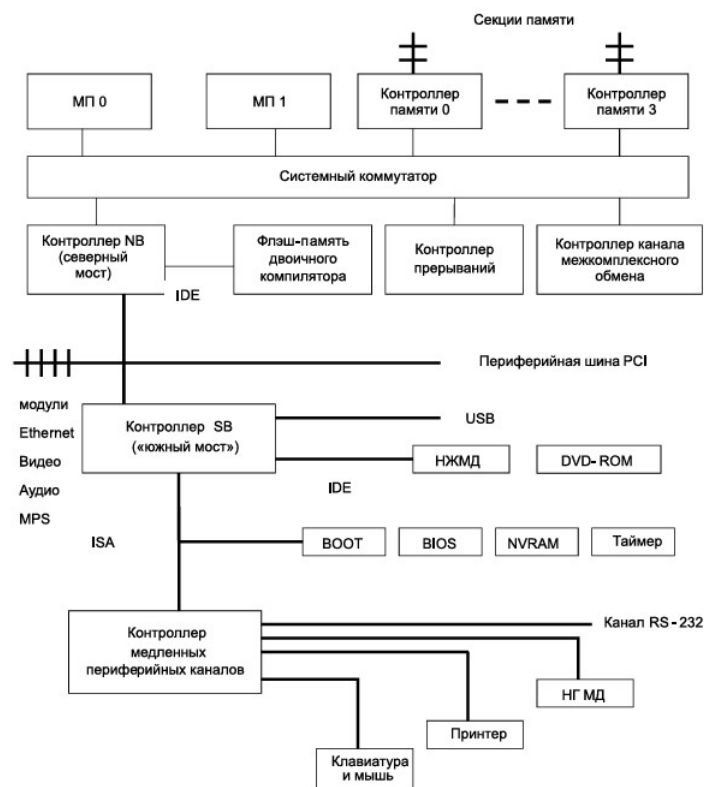 Секции памяти
МП 0
МП 1
Контроллер
памяти 0
Контроллер
памяти 3
Системный коммутатор
Контроллер NB
(северный
мост)
Флэш-память
двоичного
компилятора
Контроллер
прерываний
Контроллер канала
межкомплексного
обмена
IDE
Периферийная шина PCI
модули
Ethernet
Видео
Аудио
MPS
Контроллер SB
(«южный мост»)
USB
НЖМД
DVD- ROM
IDE
ISA
BOOT
BIOS
NVRAM
Таймер
Контроллер
медленных
периферийных каналов
Канал RS - 232
НГ МД
Принтер
Клавиатура
и мышь